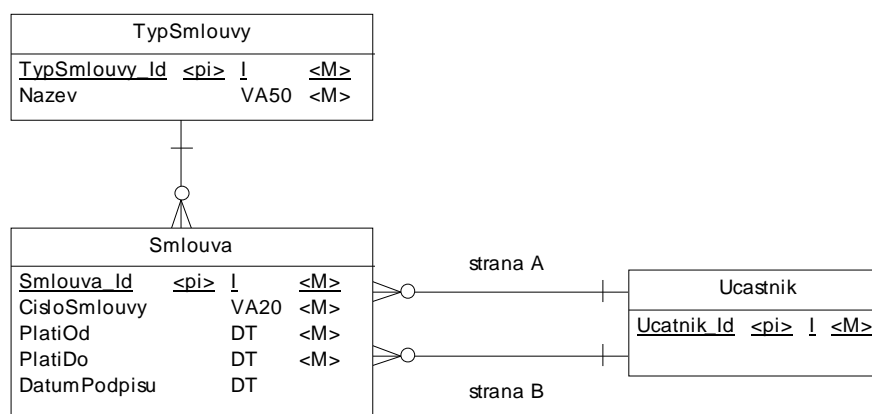 TypSmlouvy
TypSmlouvy_Id <pi> I <M>
Nazev VA50 <M>
Smlouva
Smlouva_Id <pi> I <M>
CisloSmlouvy VA20 <M>
PlatiOd DT <M>
PlatiDo DT <M>
DatumPodpisu DT
strana A
strana B
Ucastnik
Ucatnik_Id <pi> I <M>